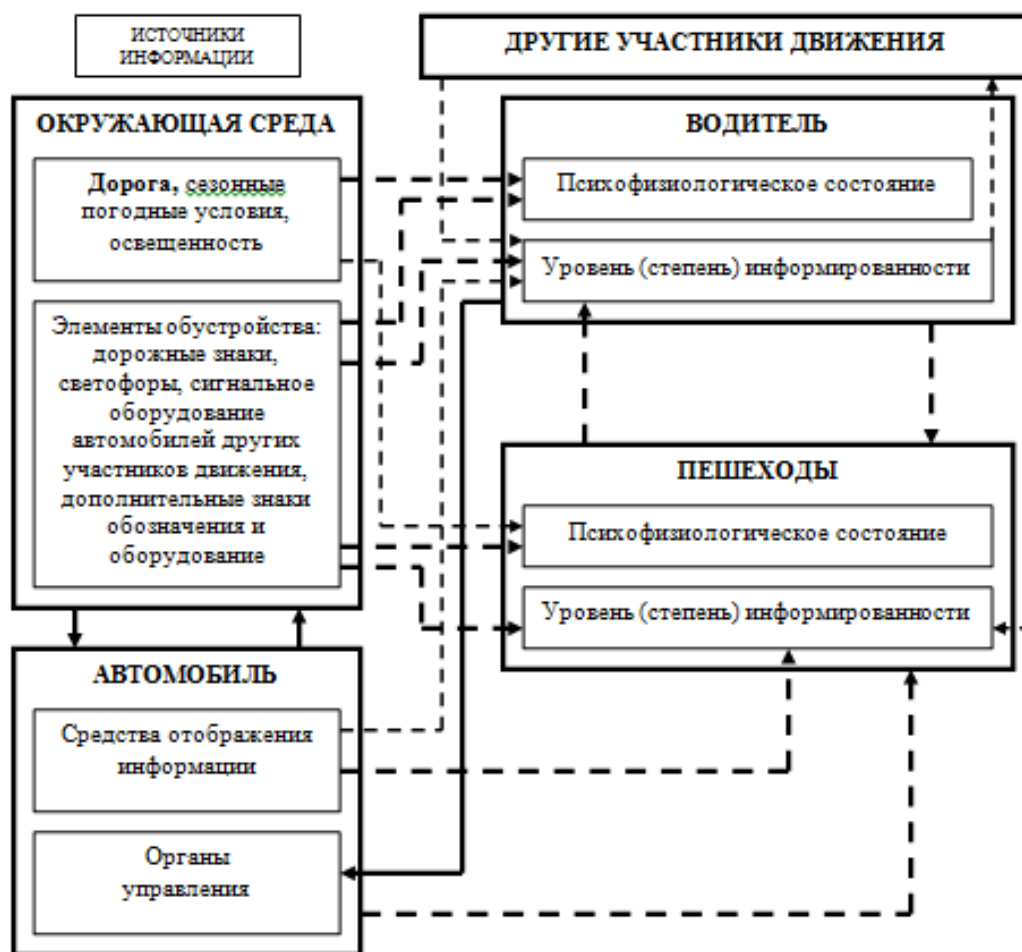 ИСТОЧНИКИ
ИНФОРМАЦИИ
ДРУГИЕ УЧАСТНИКИ ДВИЖЕНИЯ
ОКРУЖАЮЩАЯ СРЕДА
Дорога, сезонные
погодные условия,
освещенность
Элементы обустройства:
дорожные знаки,
светофоры, сигнальное
оборудование
автомобилей других
участников движения,
дополнительные знаки
обозначения и
оборудование
ВОДИТЕЛЬ
Психофизиологическое состояние
Уровень (степень) информированности
ПЕШЕХОДЫ
Психофизиологическое состояние
Уровень (степень) информированности
АВТОМОБИЛЬ
Средства отображения
информации
Органы
управления